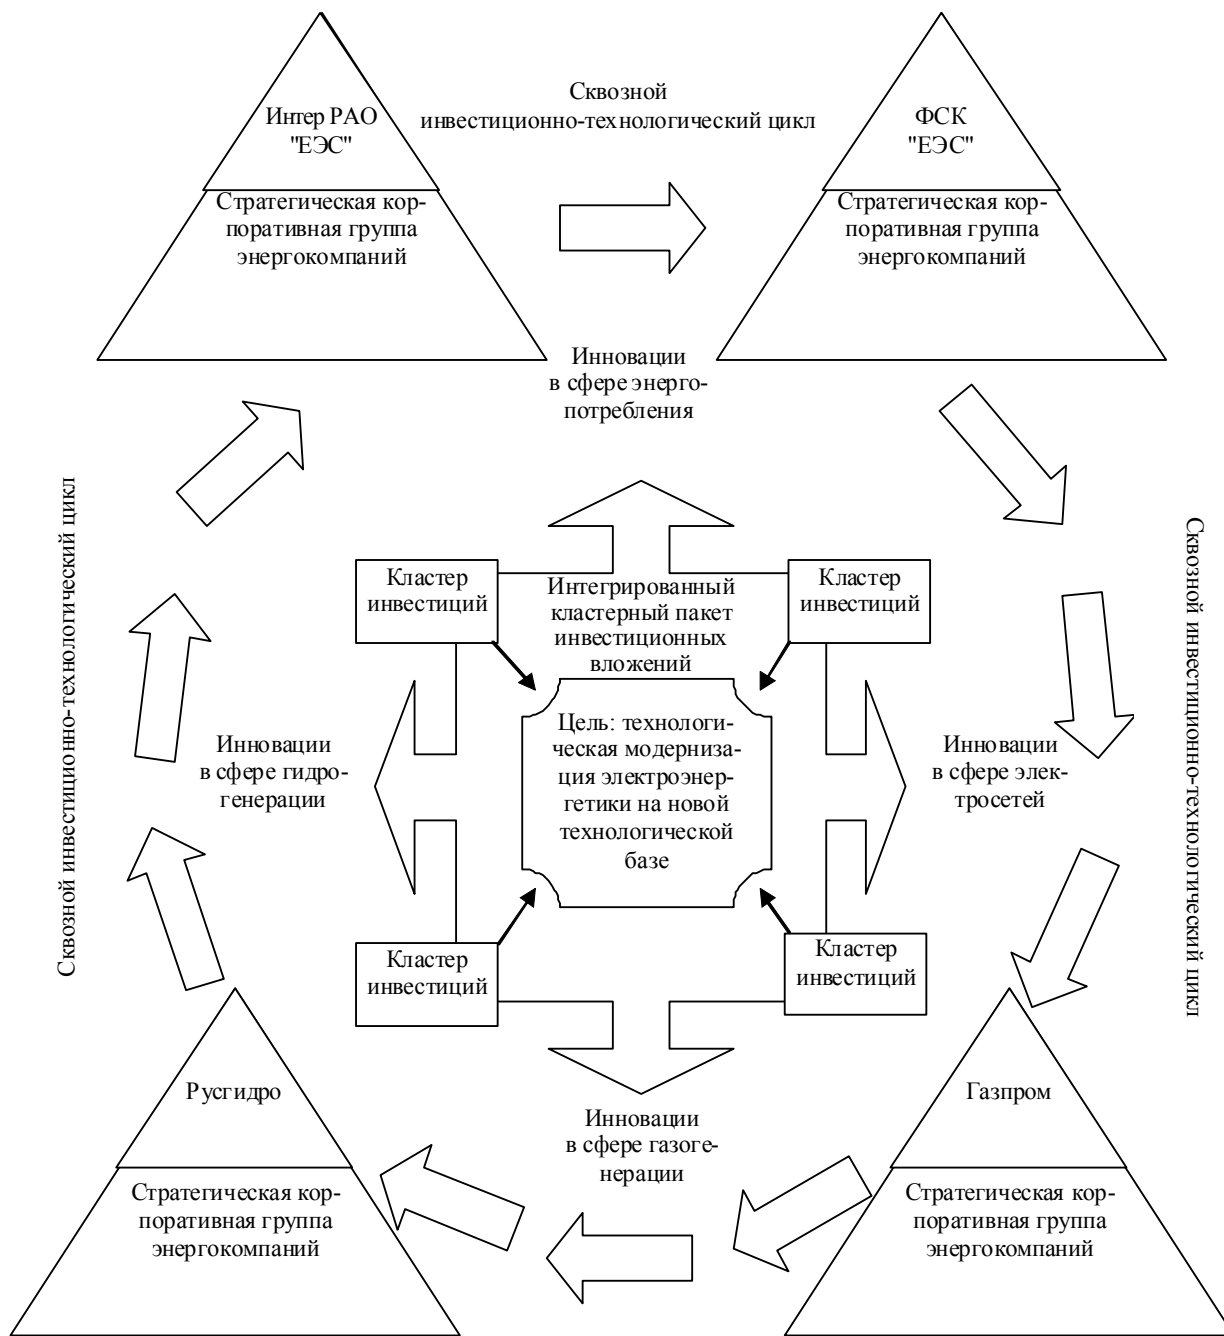 Интер РАО
"ЕЭС"
Стратегическая кор-
поративная группа
энергокомпаний
Сквозной
инвестиционно-технологический цикл
ФСК
"ЕЭС"
Стратегическая кор-
поративная группа
энергокомпаний
Инновации
в сфере энерго-
потребления
Сквозной инвестиционно-технологический цикл
Сквозной инвестиционно-технологический цикл
Кластер
инвестиций
Интегрированный
кластерный пакет
инвестиционных
вложений
Кластер
инвестиций
Инновации
в сфере гидро-
генерации
Цель: технологи-
ческая модерниза-
ция электроэнер-
гетики на новой
технологической
базе
Инновации
в сфере элек-
тросетей
Кластер
инвестиций
Кластер
инвестиций
Русгидро
Стратегическая кор-
поративная группа
энергокомпаний
Инновации
в сфере газоге-
нерации
Газпром
Стратегическая кор-
поративная группа
энергокомпаний